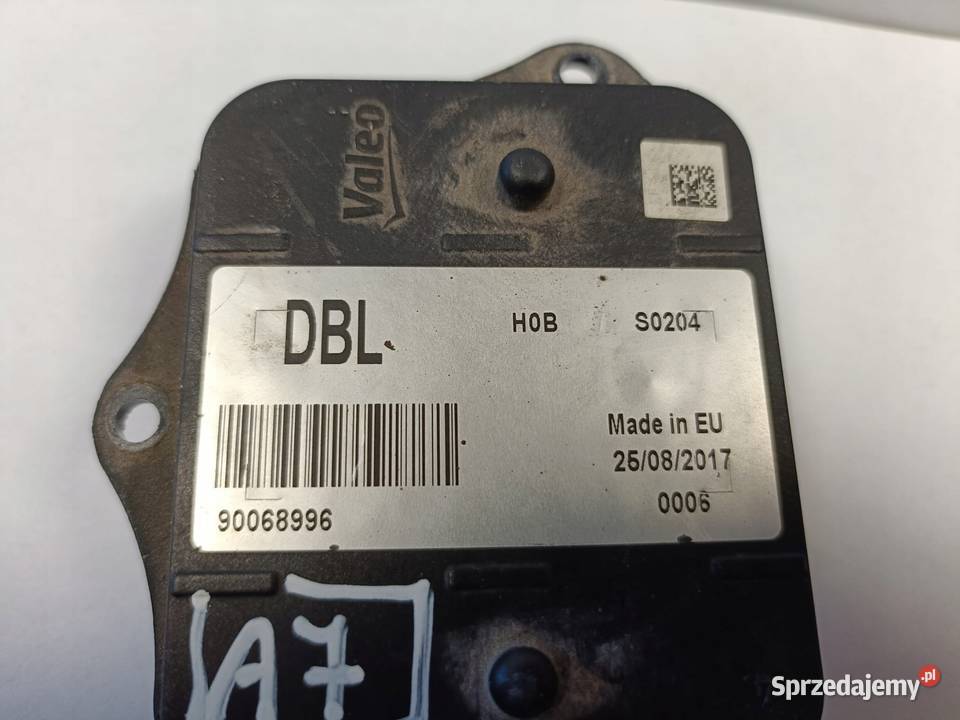 Valeo
DBL H0B S0204
Made in EU
25/08/2017
90068996 0006
A7
Sprzedajemy.pl